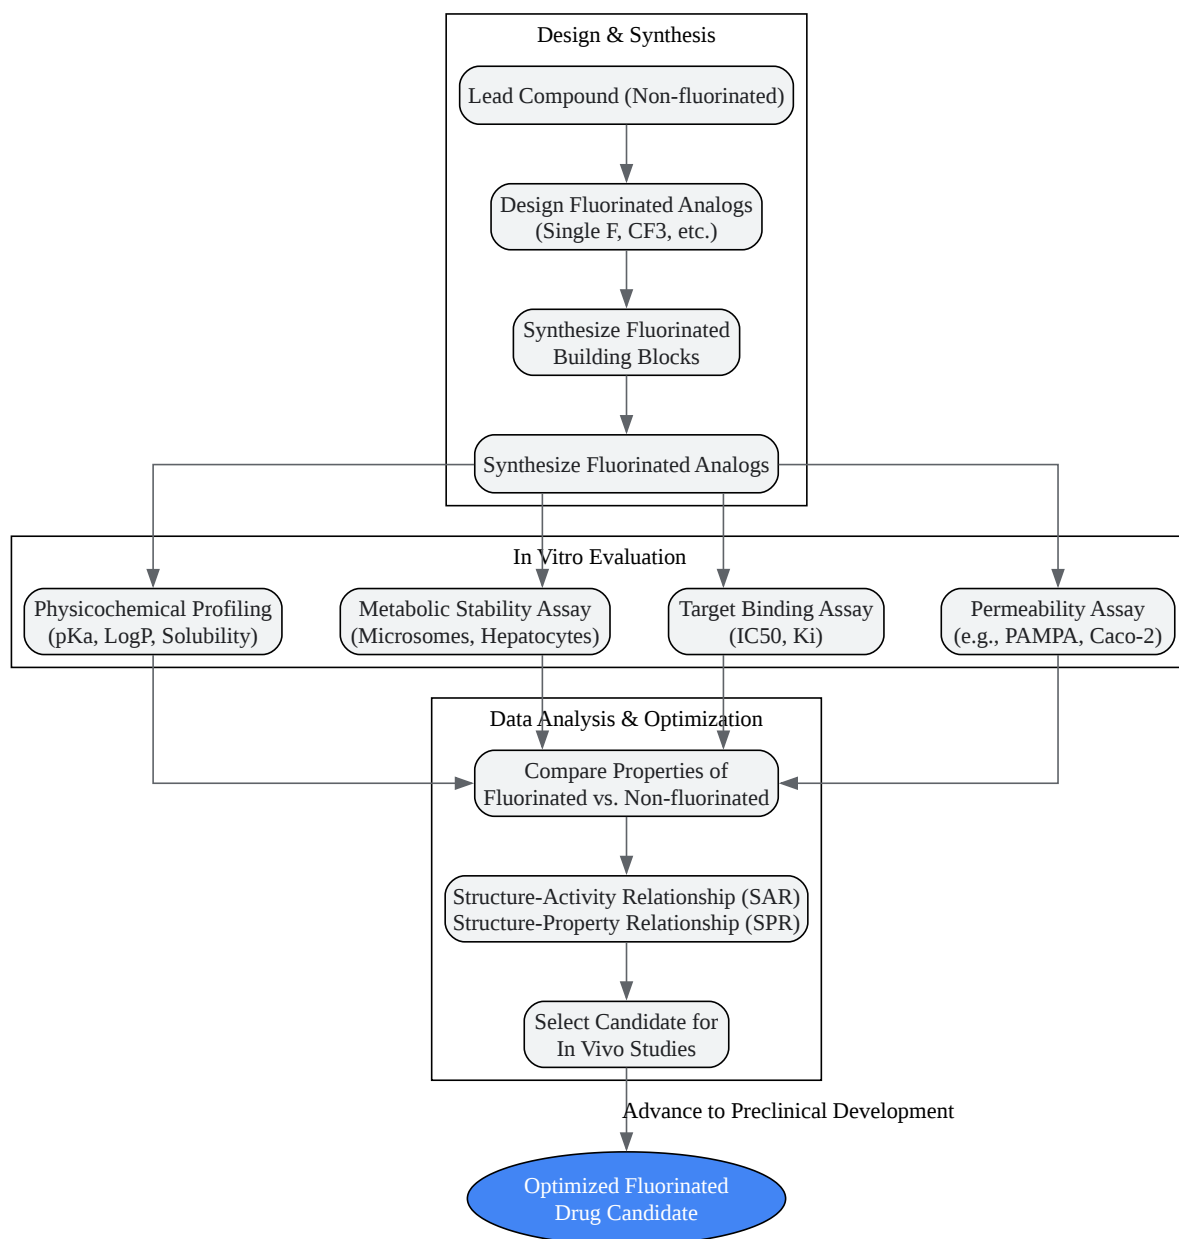 Design & Synthesis
Lead Compound (Non-fluorinated)
Design Fluorinated Analogs
(Single F, CF3, etc.)
Synthesize Fluorinated
Building Blocks
Synthesize Fluorinated Analogs
In Vitro Evaluation
Physicochemical Profiling
(pKa, LogP, Solubility)
Metabolic Stability Assay
(Microsomes, Hepatocytes)
Target Binding Assay
(IC50, Ki)
Permeability Assay
(e.g., PAMPA, Caco-2)
Data Analysis & Optimization
Compare Properties of
Fluorinated vs. Non-fluorinated
Structure-Activity Relationship (SAR)
Structure-Property Relationship (SPR)
Select Candidate for
In Vivo Studies
Advance to Preclinical Development
Optimized Fluorinated
Drug Candidate